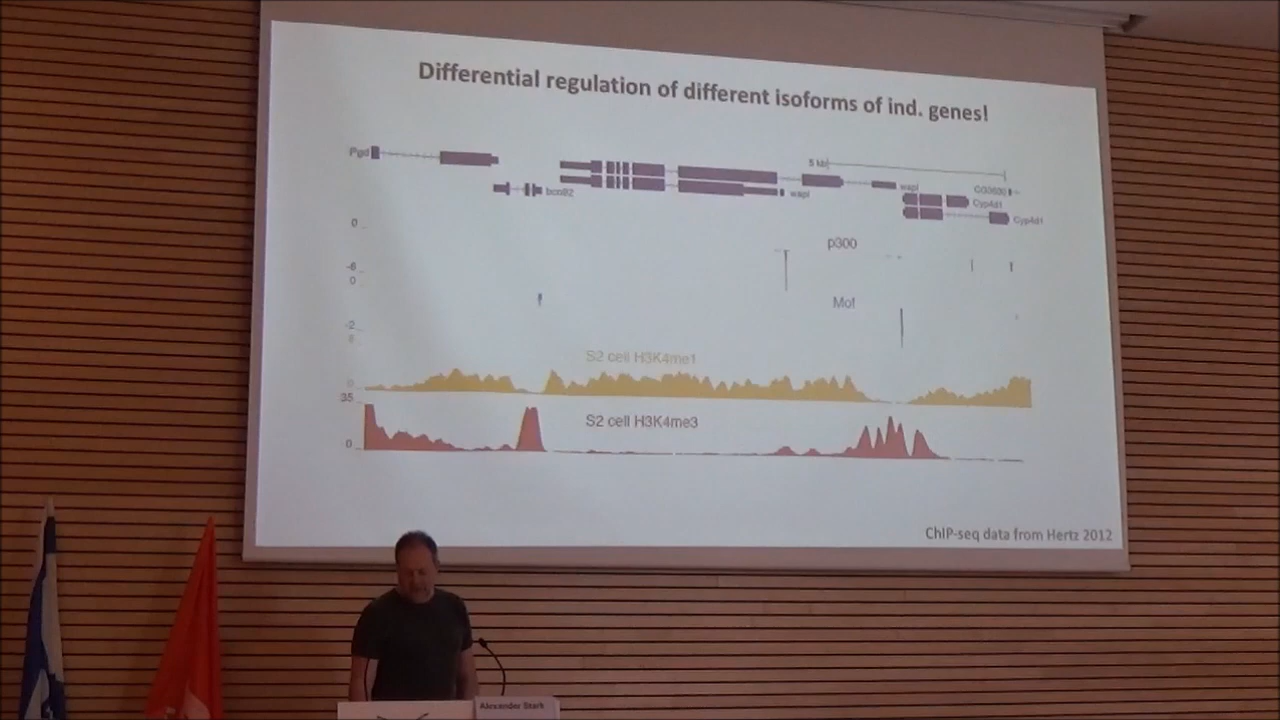 Differential regulation of different isoforms of ind. genes!
Pgd
5 kb
bcn92
wapl
wapl
Cyp4d1
Cyp4d1
0
p300
-6
0
Mof
-2
S2 cell H3K4me1
0
35
S2 cell H3K4me3
0
ChIP-seq data from Hertz 2012
Alexander Stark